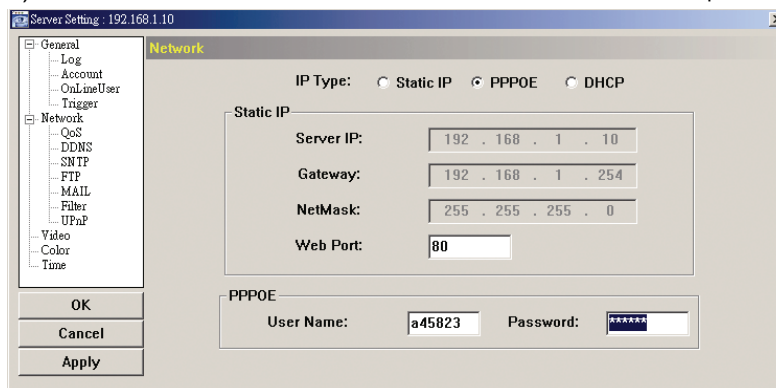 Server Setting : 192.168.1.10
General
Log
Account
OnLineUser
Trigger
Network
QoS
DDNS
SNTP
FTP
MAIL
Filter
UPnP
Video
Color
Time
OK
Cancel
Apply
Network
IP Type: Static IP PPPOE DHCP
Static IP
Server IP: 192 . 168 . 1 . 10
Gateway: 192 . 168 . 1 . 254
NetMask: 255 . 255 . 255 . 0
Web Port: 80
PPPOE
User Name: a45823 Password: ******